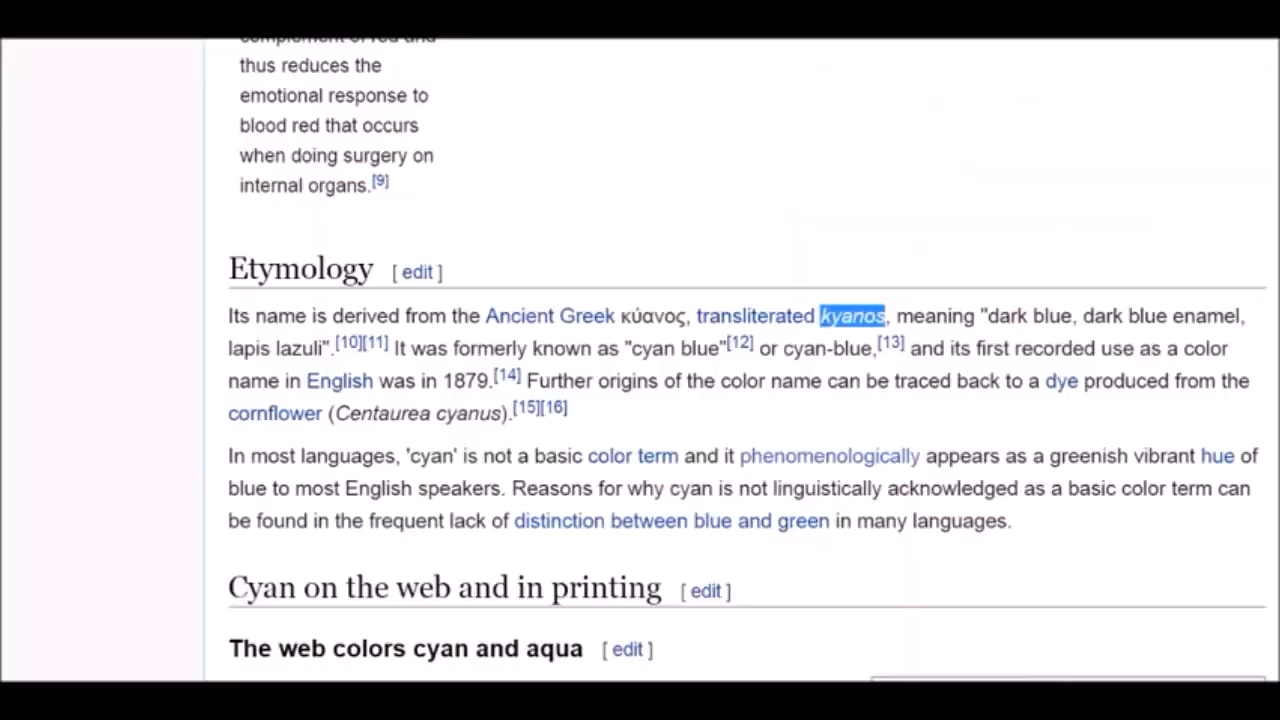 complement of red and
thus reduces the
emotional response to
blood red that occurs
when doing surgery on
internal organs.[9]
Etymology [ edit ]
Its name is derived from the Ancient Greek κύανος, transliterated kyanos, meaning "dark blue, dark blue enamel,
lapis lazuli".[10][11] It was formerly known as "cyan blue"[12] or cyan-blue,[13] and its first recorded use as a color
name in English was in 1879.[14] Further origins of the color name can be traced back to a dye produced from the
cornflower (Centaurea cyanus).[15][16]
In most languages, 'cyan' is not a basic color term and it phenomenologically appears as a greenish vibrant hue of
blue to most English speakers. Reasons for why cyan is not linguistically acknowledged as a basic color term can
be found in the frequent lack of distinction between blue and green in many languages.
Cyan on the web and in printing [ edit ]
The web colors cyan and aqua [ edit ]